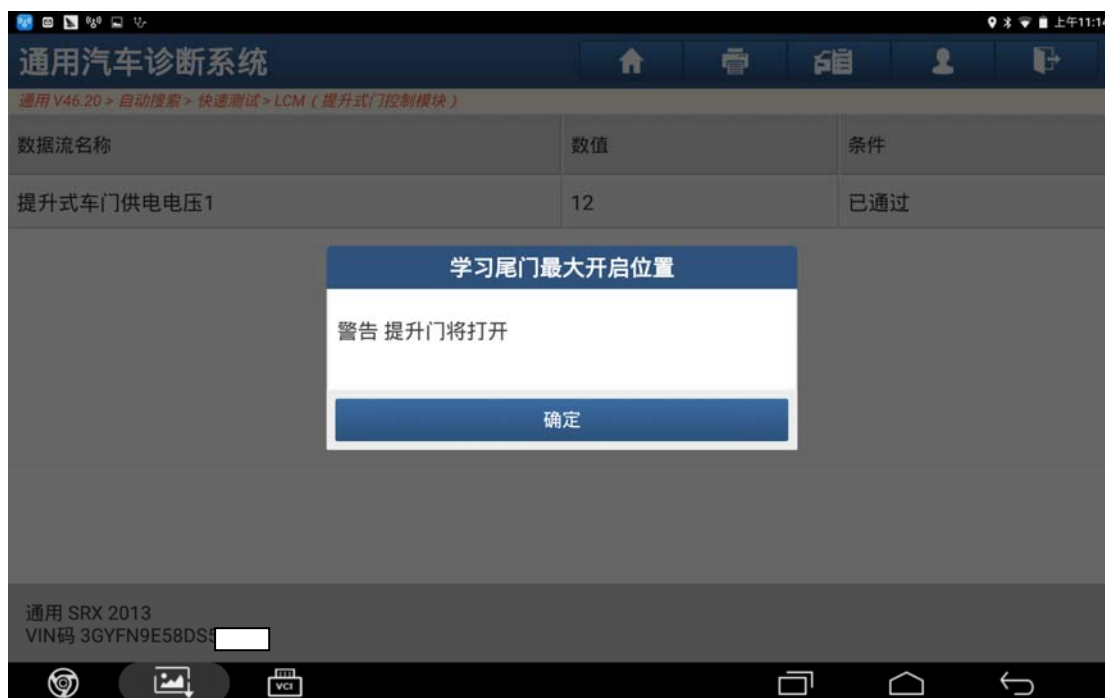 上午11:14
通用汽车诊断系统
通用 V46.20 > 自动搜索 > 快速测试 > LCM ( 提升式门控制模块 )
数据流名称 数值 条件
提升式车门供电电压1 12 已通过
学习尾门最大开启位置
警告 提升门将打开
确定
通用 SRX 2013
VIN码 3GYFN9E58DS5
VCI